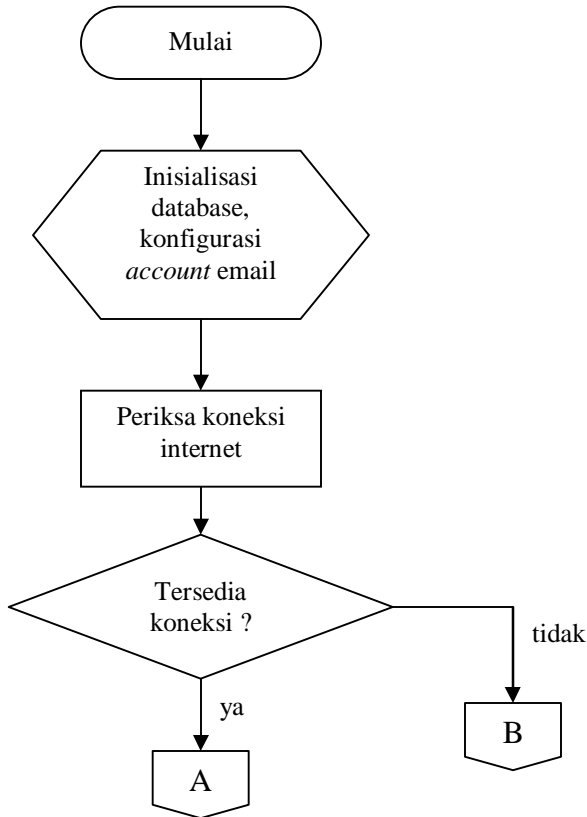 Mulai
Inisialisasi
database,
konfigurasi
account email
Periksa koneksi
internet
Tersedia
koneksi ?
tidak
ya
B
A